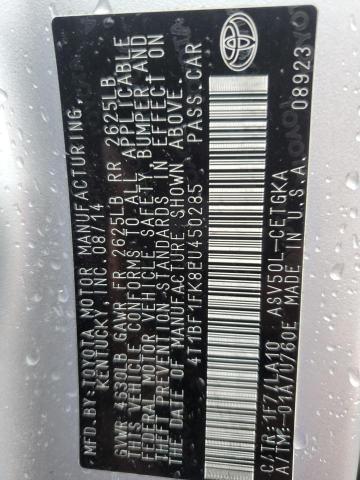 MFD.BY:TOYOTA MOTOR MANUFACTURING,
KENTUCKY, INC 08/14
GVWR 4630LB GAWR FR 2625LB RR 2625LB
THIS VEHICLE CONFORMS TO ALL APPLICABLE
FEDERAL MOTOR VEHICLE SAFETY, BUMPER, AND
THEFT PREVENTION STANDARDS IN EFFECT ON
THE DATE OF MANUFACTURE SHOWN ABOVE.
4T1BF1FK8EU450285 PASS.CAR
C/TR:1F7/LA10 ASV50L-CETGKA
A/TM:-01A/U760E MADE IN U.S.A.
08923